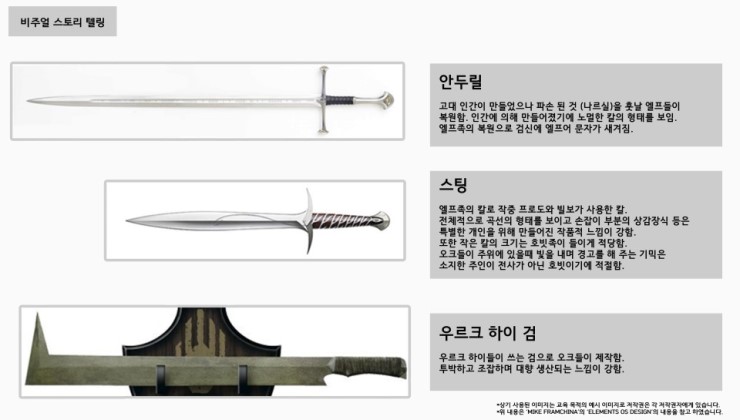 비주얼 스토리 텔링
안두릴
고대 인간이 만들었으나 파손 된 것 (나르실)을 훗날 엘프들이
복원함. 인간에 의해 만들어졌기에 노멀한 칼의 형태를 보임.
엘프족의 복원으로 검신에 엘프어 문자가 새겨짐.
스팅
엘프족의 칼로 작중 프로도와 빌보가 사용한 칼.
전체적으로 곡선의 형태를 보이고 손잡이 부분의 상감장식 등은
특별한 개인을 위해 만들어진 작품적 느낌이 강함.
또한 작은 칼의 크기는 호빗족이 들이게 적당함.
오크들이 주위에 있을때 빛을 내며 경고를 해 주는 기믹은
소지한 주인이 전사가 아닌 호빗이기에 적절함.
우르크 하이 검
우르크 하이들이 쓰는 검으로 오크들이 제작함.
투박하고 조잡하며 대향 생산되는 느낌이 강함.
*상기 사용된 이미지는 교육 목적의 예시 이미지로 저작권은 각 저작권자에게 있습니다.
*위 내용은 'MIKE FRAMCHINA'의 'ELEMENTS OS DESIGN'의 내용을 담고 하였습니다.